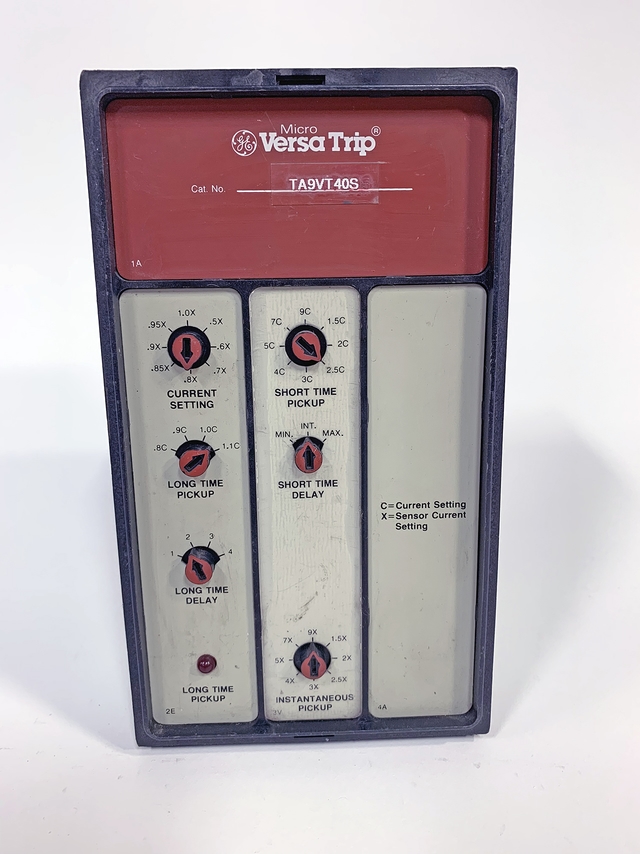 Micro
GE Versa Trip®
Cat. No. TA9VT40S
1A
1.0X
.95X .5X
.9X .6X
.85X .7X
.8X
CURRENT
SETTING
.9C 1.0C
.8C 1.1C
LONG TIME
PICKUP
2 3
1 4
LONG TIME
DELAY
LONG TIME
PICKUP
2E
9C
7C 1.5C
5C 2C
4C 2.5C
3C
SHORT TIME
PICKUP
INT.
MIN. MAX.
SHORT TIME
DELAY
9X
7X 1.5X
5X 2X
4X 2.5X
3X
INSTANTANEOUS
PICKUP
C=Current Setting
X=Sensor Current
Setting
4A